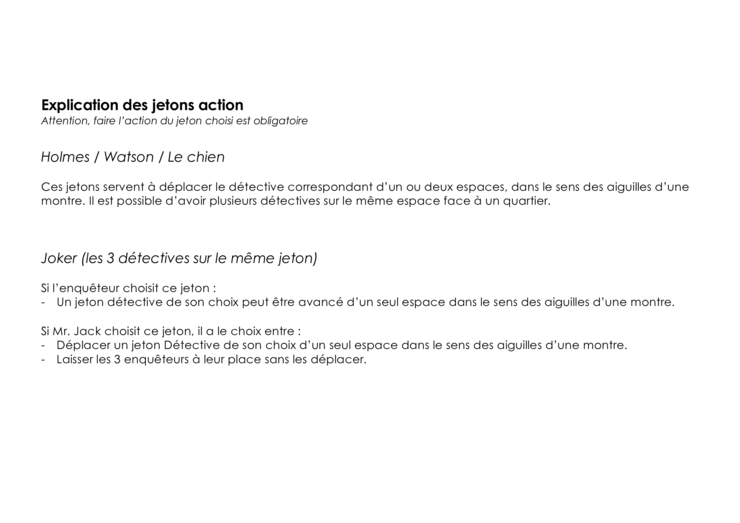 Explication des jetons action
Attention, faire l’action du jeton choisi est obligatoire
Holmes / Watson / Le chien
Ces jetons servent à déplacer le détective correspondant d’un ou deux espaces, dans le sens des aiguilles d’une
montre. Il est possible d’avoir plusieurs détectives sur le même espace face à un quartier.
Joker (les 3 détectives sur le même jeton)
Si l’enquêteur choisit ce jeton :
- Un jeton détective de son choix peut être avancé d’un seul espace dans le sens des aiguilles d’une montre.
Si Mr. Jack choisit ce jeton, il a le choix entre :
- Déplacer un jeton Détective de son choix d’un seul espace dans le sens des aiguilles d’une montre.
- Laisser les 3 enquêteurs à leur place sans les déplacer.